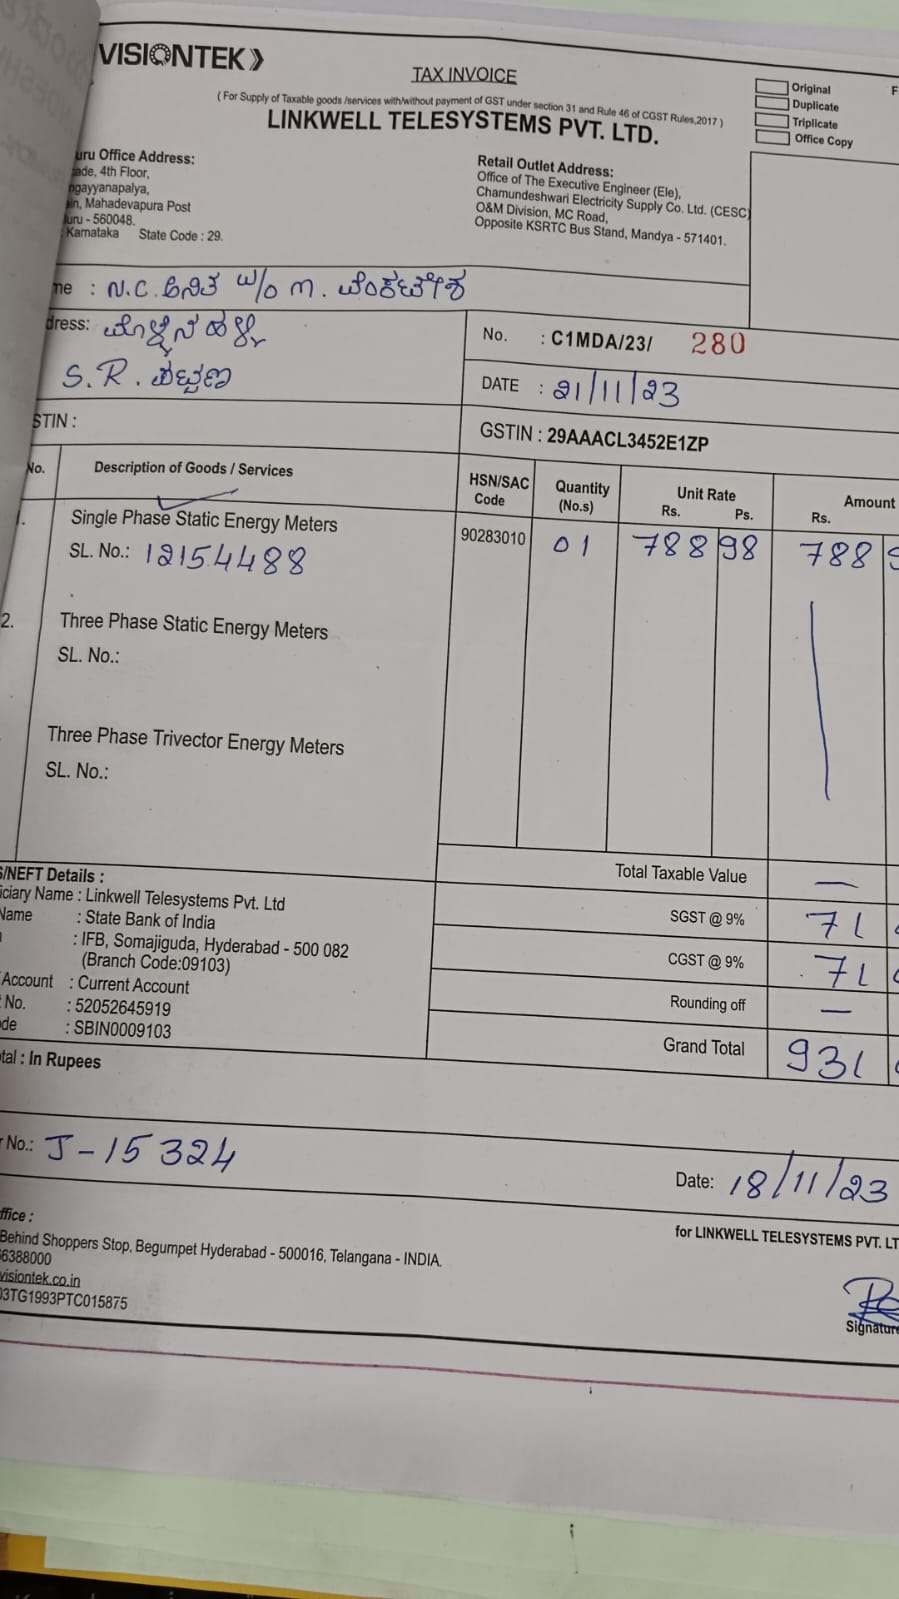 VISIONTEK
TAX INVOICE
( For Supply of Taxable goods /services with/without payment of GST under section 31 and Rule 46 of CGST Rules,2017 )
LINKWELL TELESYSTEMS PVT. LTD.
Original
Duplicate
Triplicate
Office Copy
F
uru Office Address:
ade, 4th Floor,
ngayyanapalya,
in, Mahadevapura Post
luru - 560048.
Karnataka State Code : 29.
Retail Outlet Address:
Office of The Executive Engineer (Ele),
Chamundeshwari Electricity Supply Co. Ltd. (CESC)
O&M Division, MC Road,
Opposite KSRTC Bus Stand, Mandya - 571401.
me : N.C. ಅನಿತ W/o M. ವೆಂಕಟೇಶ
dress:
S.R. ಪಟ್ಟಣ
No. : C1MDA/23/ 280
DATE : 21/11/23
STIN :
GSTIN : 29AAACL3452E1ZP
No. Description of Goods / Services HSN/SAC Code Quantity (No.s) Unit Rate Rs. Ps. Amount Rs.
1. Single Phase Static Energy Meters 90283010 01 788 98 788
SL. No.: 12154488
2. Three Phase Static Energy Meters
SL. No.:
Three Phase Trivector Energy Meters
SL. No.:
Total Taxable Value —
SGST @ 9% 71
CGST @ 9% 71
Rounding off —
Grand Total 931
S/NEFT Details :
iciary Name : Linkwell Telesystems Pvt. Ltd
Name : State Bank of India
: IFB, Somajiguda, Hyderabad - 500 082
(Branch Code:09103)
Account : Current Account
No. : 52052645919
de : SBIN0009103
tal : In Rupees
No.: J-15324
Date: 18/11/23
ffice :
Behind Shoppers Stop, Begumpet Hyderabad - 500016, Telangana - INDIA.
66388000
visiontek.co.in
03TG1993PTC015875
for LINKWELL TELESYSTEMS PVT. LT
Signature